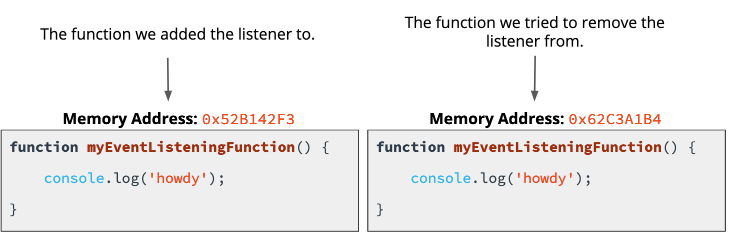 The function we added the listener to.
Memory Address: 0x52B142F3
function myEventListeningFunction() {
console.log('howdy');
}
The function we tried to remove the
listener from.
Memory Address: 0x62C3A1B4
function myEventListeningFunction() {
console.log('howdy');
}